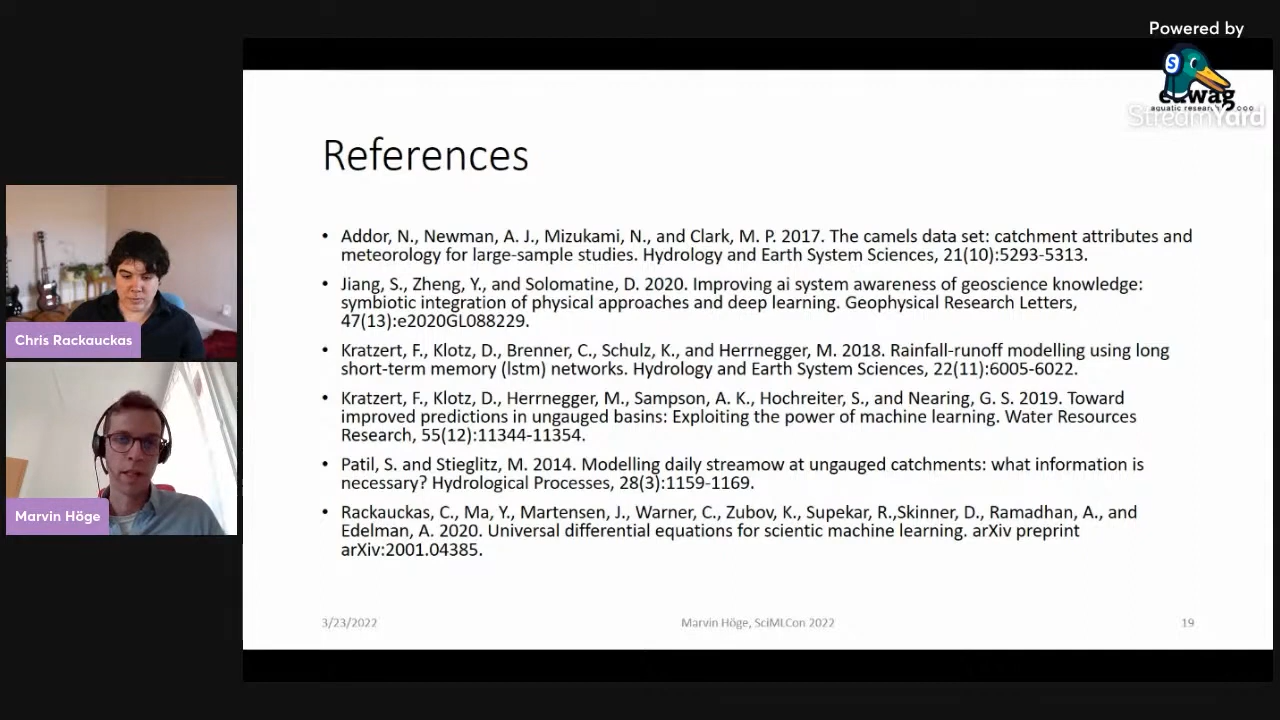 Powered by
S
eawag
aquatic research
StreamYard
References
• Addor, N., Newman, A. J., Mizukami, N., and Clark, M. P. 2017. The camels data set: catchment attributes and
meteorology for large-sample studies. Hydrology and Earth System Sciences, 21(10):5293-5313.
• Jiang, S., Zheng, Y., and Solomatine, D. 2020. Improving ai system awareness of geoscience knowledge:
symbiotic integration of physical approaches and deep learning. Geophysical Research Letters,
47(13):e2020GL088229.
• Kratzert, F., Klotz, D., Brenner, C., Schulz, K., and Herrnegger, M. 2018. Rainfall-runoff modelling using long
short-term memory (lstm) networks. Hydrology and Earth System Sciences, 22(11):6005-6022.
• Kratzert, F., Klotz, D., Herrnegger, M., Sampson, A. K., Hochreiter, S., and Nearing, G. S. 2019. Toward
improved predictions in ungauged basins: Exploiting the power of machine learning. Water Resources
Research, 55(12):11344-11354.
• Patil, S. and Stieglitz, M. 2014. Modelling daily streamow at ungauged catchments: what information is
necessary? Hydrological Processes, 28(3):1159-1169.
• Rackauckas, C., Ma, Y., Martensen, J., Warner, C., Zubov, K., Supekar, R.,Skinner, D., Ramadhan, A., and
Edelman, A. 2020. Universal differential equations for scientic machine learning. arXiv preprint
arXiv:2001.04385.
3/23/2022
Marvin Höge, SciMLCon 2022
19
Chris Rackauckas
Marvin Höge